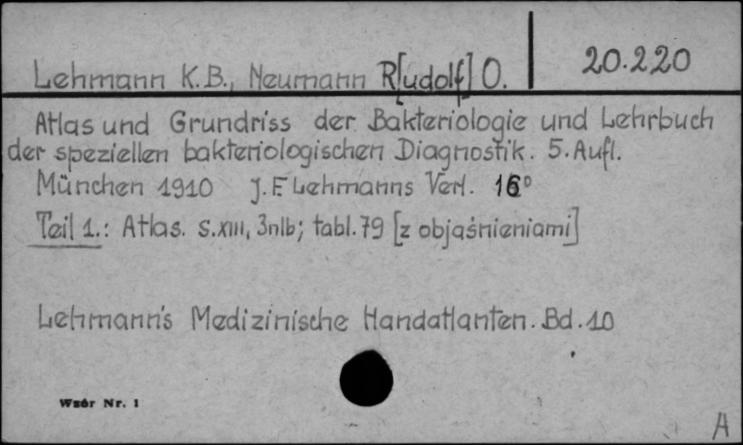 20.220
Lehmann K.B., Neumann R[udolf] O.
Atlas und Grundriss der Bakteriologie und Lehrbuch
der speziellen bakteriologischen Diagnostik. 5. Aufl.
München 1910 J.F. Lehmanns Verl. 16°
Teil 1.: Atlas. S.XIII, 3nlb; tabl. 79 [z objaśnieniami]
Lehmann's Medizinische Handatlanten. Bd. 10
Wzór Nr. 1
A